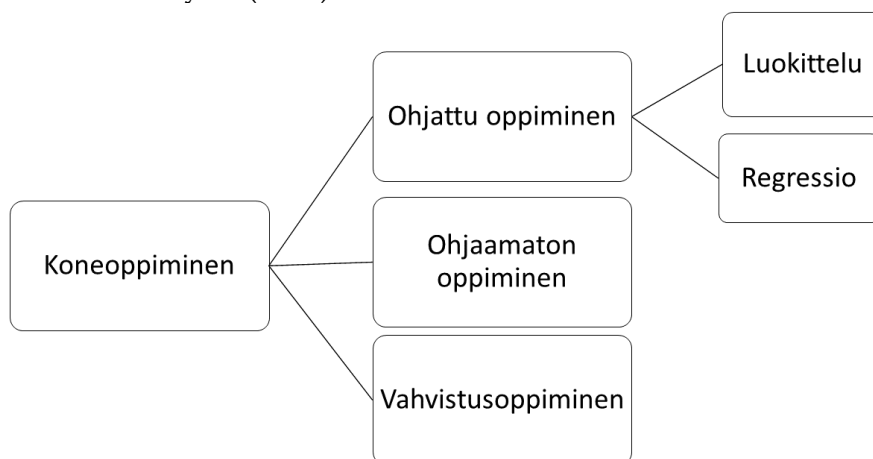 Luokittelu
Ohjattu oppiminen
Regressio
Koneoppiminen
Ohjaamaton
oppiminen
Vahvistusoppiminen